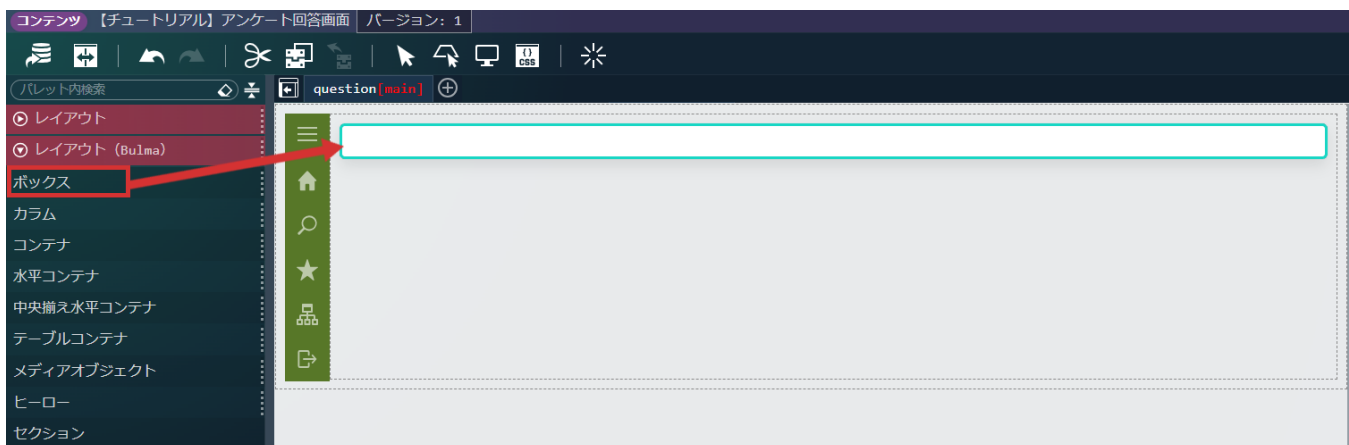 コンテンツ 【チュートリアル】アンケート回答画面 バージョン: 1
{} CSS
パレット内検索
question[main]
レイアウト
レイアウト（Bulma）
ボックス
カラム
コンテナ
水平コンテナ
中央揃え水平コンテナ
テーブルコンテナ
メディアオブジェクト
ヒーロー
セクション